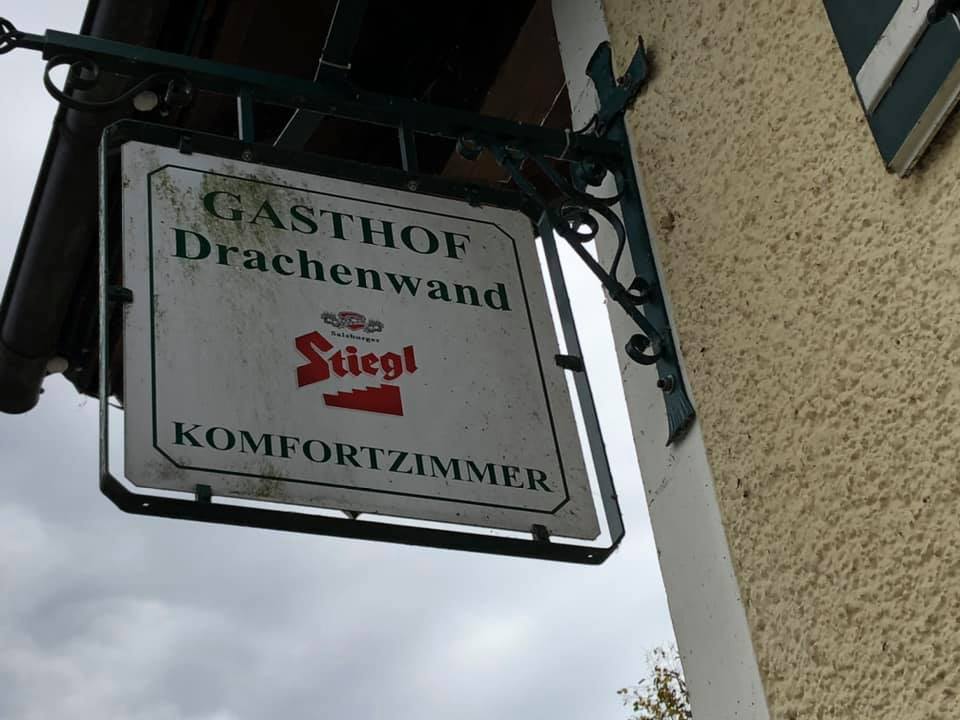 GASTHOF
Drachenwand
Salzburger
Stiegl
KOMFORTZIMMER